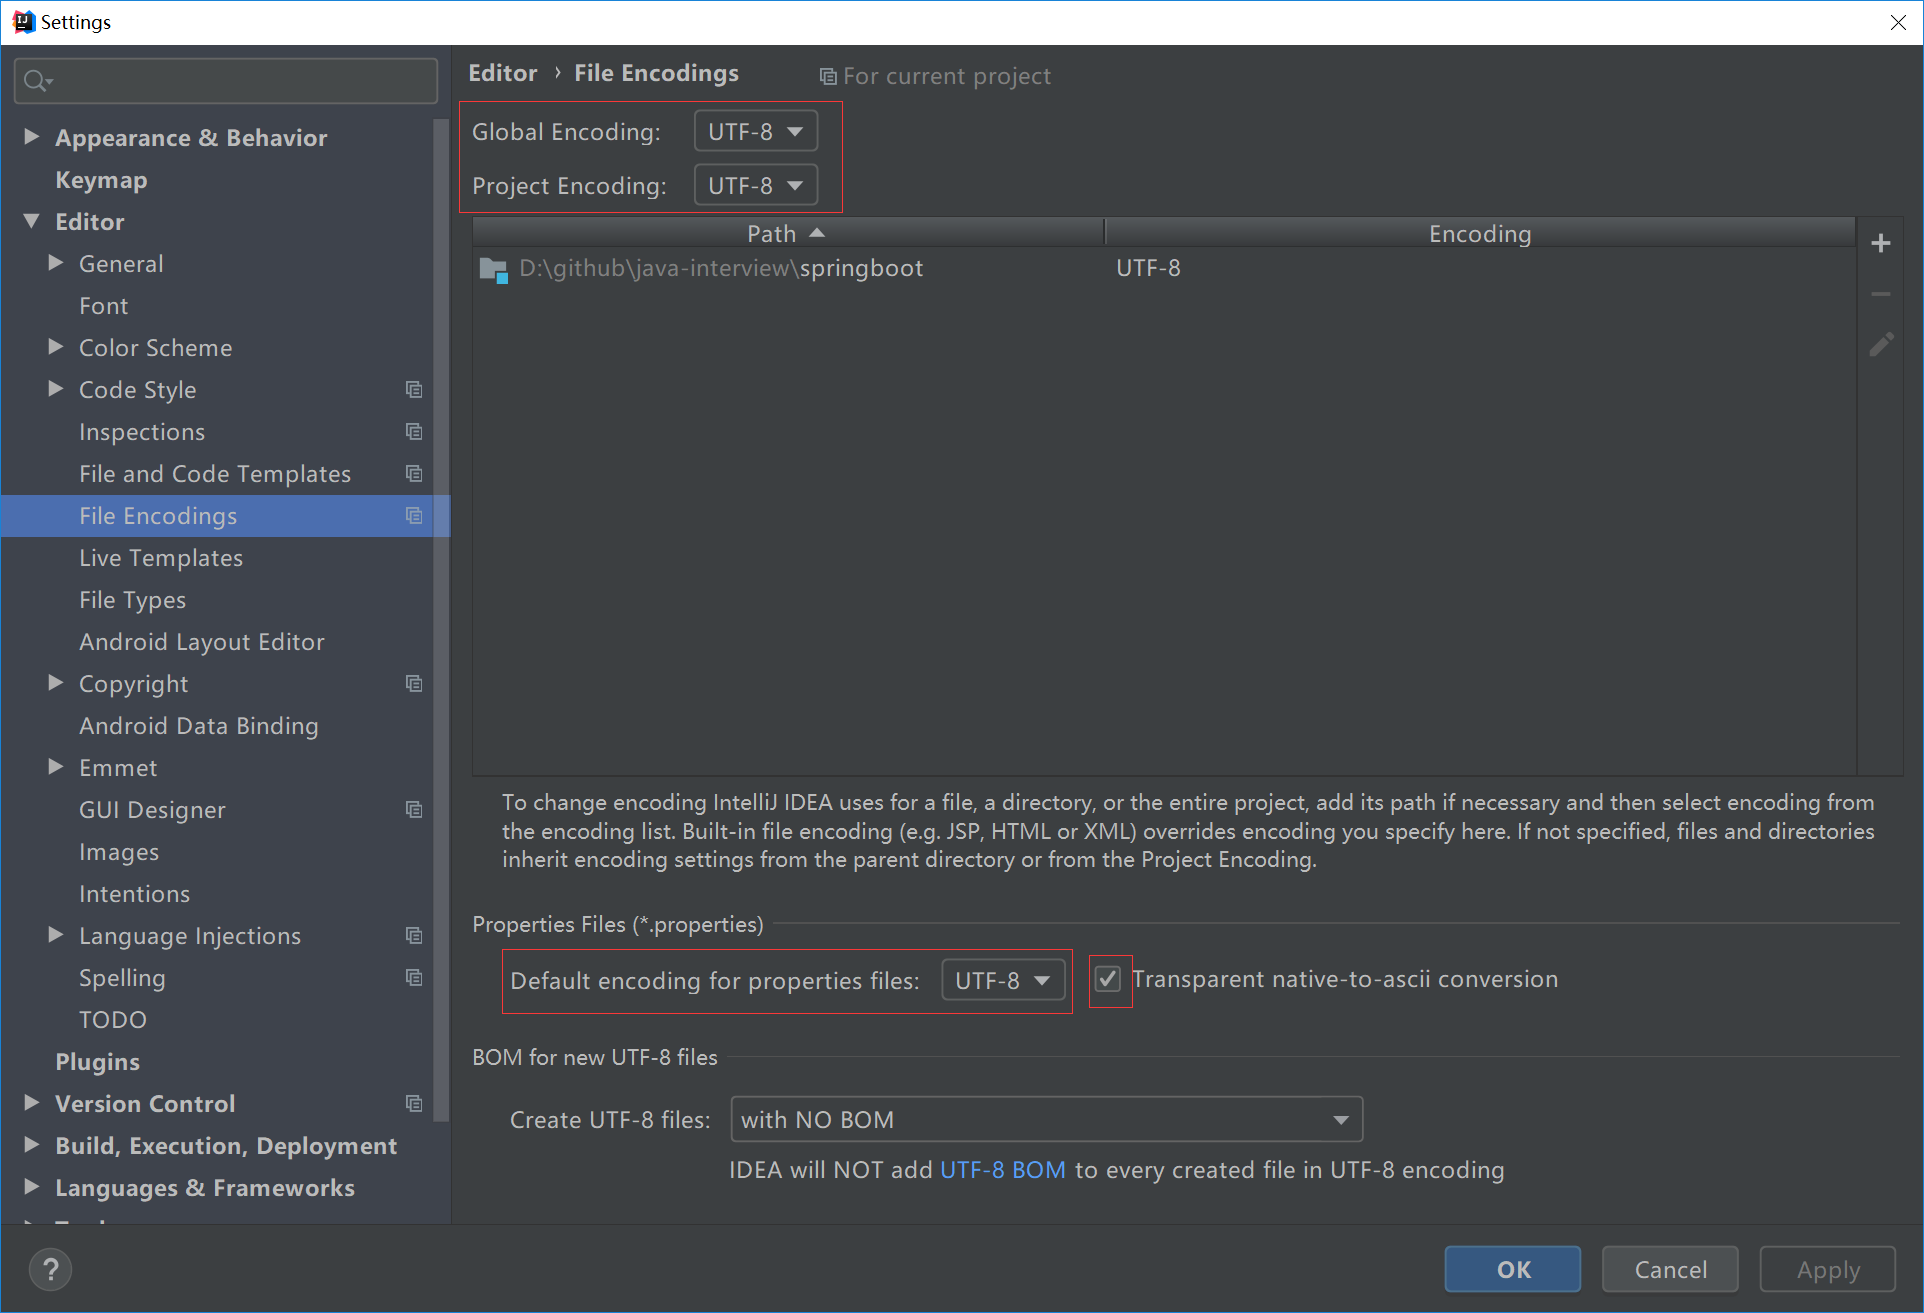 Settings
Appearance & Behavior
Keymap
Editor
General
Font
Color Scheme
Code Style
Inspections
File and Code Templates
File Encodings
Live Templates
File Types
Android Layout Editor
Copyright
Android Data Binding
Emmet
GUI Designer
Images
Intentions
Language Injections
Spelling
TODO
Plugins
Version Control
Build, Execution, Deployment
Languages & Frameworks
Editor › File Encodings
For current project
Global Encoding: UTF-8
Project Encoding: UTF-8
Path Encoding
D:\github\java-interview\springboot UTF-8
To change encoding IntelliJ IDEA uses for a file, a directory, or the entire project, add its path if necessary and then select encoding from
the encoding list. Built-in file encoding (e.g. JSP, HTML or XML) overrides encoding you specify here. If not specified, files and directories
inherit encoding settings from the parent directory or from the Project Encoding.
Properties Files (*.properties)
Default encoding for properties files: UTF-8 Transparent native-to-ascii conversion
BOM for new UTF-8 files
Create UTF-8 files: with NO BOM
IDEA will NOT add UTF-8 BOM to every created file in UTF-8 encoding
? OK Cancel Apply